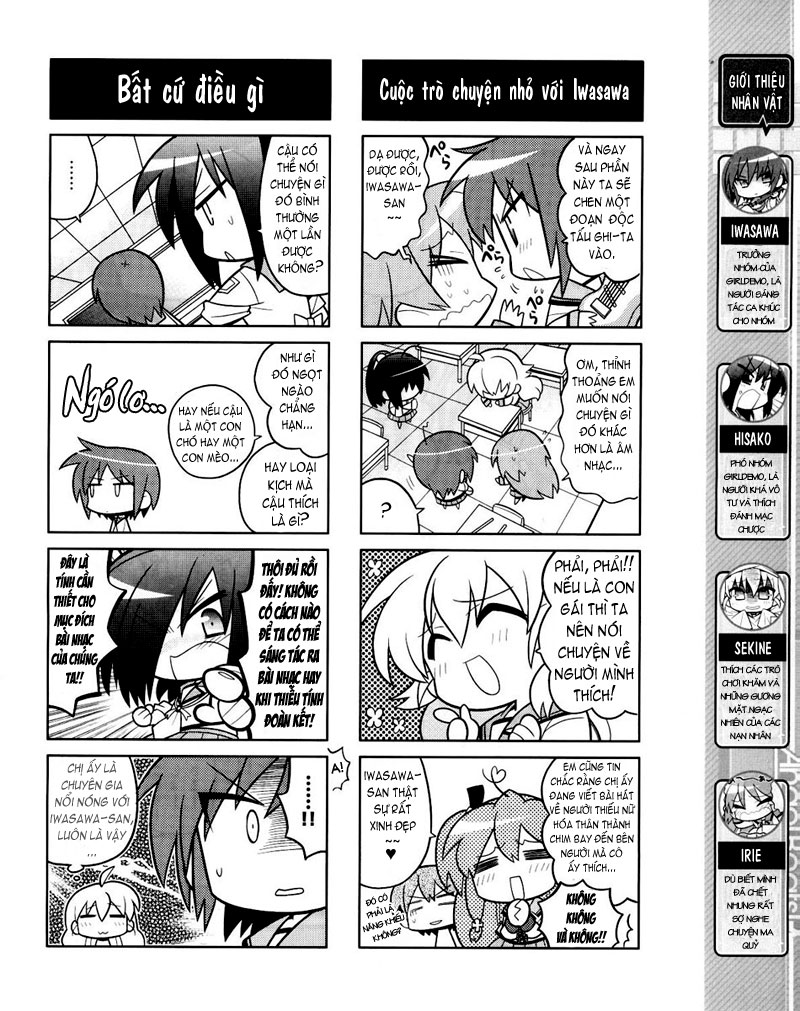 Cuộc trò chuyện nhỏ với Iwasawa
VÀ NGAY
SAU PHẦN
NÀY TA SẼ
CHEN MỘT
ĐOẠN ĐỘC
TẤU GHI-TA
VÀO.
DẠ ĐƯỢC,
ĐƯỢC RỒI,
IWASAWA-
SAN
~~
ƠM, THỈNH
THOẢNG EM
MUỐN NÓI
CHUYỆN GÌ
ĐÓ KHÁC
HƠN LÀ ÂM
NHẠC...
?
PHẢI, PHẢI!!
NẾU LÀ CON
GÁI THÌ TA
NÊN NÓI
CHUYỆN VỀ
NGƯỜI MÌNH
THÍCH!
EM CŨNG TIN
CHẮC RẰNG CHỊ ẤY
ĐANG VIẾT BÀI HÁT
VỀ NGƯỜI THIẾU NỮ
HÓA THÂN THÀNH
CHIM BAY ĐẾN BÊN
NGƯỜI MÀ CÔ
ẤY THÍCH...
IWASAWA-
SAN THẬT
SỰ RẤT
XINH ĐẸP
~~
♥
KHÔNG
KHÔNG
VÀ KHÔNG!!
ĐÓ CÓ
PHẢI LÀ
NĂNG KHIẾU
KHÔNG?
Bất cứ điều gì
CẬU CÓ
THỂ NÓI
CHUYỆN GÌ
ĐÓ BÌNH
THƯỜNG
MỘT LẦN
ĐƯỢC
KHÔNG?
......
NHƯ GÌ
ĐÓ NGỌT
NGÀO
CHẲNG
HẠN...
HAY LOẠI
KỊCH MÀ
CẬU THÍCH
LÀ GÌ?
HAY NẾU CẬU
LÀ MỘT CON
CHÓ HAY MỘT
CON MÈO...
Ngó lơ...
THÔI ĐỦ RỒI
ĐẤY! KHÔNG
CÓ CÁCH NÀO
ĐỂ TA CÓ THỂ
SÁNG TÁC RA
BÀI NHẠC HAY
KHI THIẾU TÍNH
ĐOÀN KẾT!
ĐÂY LÀ
TÍNH CẦN
THIẾT CHO
MỤC ĐÍCH
BÀI NHẠC
CỦA CHÚNG
TA!!
A!
......!!
CHỊ ẤY LÀ
CHUYÊN GIA
NỔI NÓNG VỚI
IWASAWA-SAN,
LUÔN LÀ VẬY
...
GIỚI THIỆU
NHÂN VẬT
IWASAWA
TRƯỞNG
NHÓM CỦA
GIRLDEMO, LÀ
NGƯỜI SÁNG
TÁC CA KHÚC
CHO NHÓM
HISAKO
PHÓ NHÓM
GIRLDEMO, LÀ
NGƯỜI KHÁ VÔ
TƯ VÀ THÍCH
ĐÁNH MẠC
CHƯỢC
SEKINE
THÍCH CÁC TRÒ
CHƠI KHĂM VÀ
NHỮNG GƯƠNG
MẶT NGẠC
NHIÊN CỦA CÁC
NẠN NHÂN
IRIE
DÙ BIẾT MÌNH
ĐÃ CHẾT
NHƯNG RẤT
SỢ NGHE
CHUYỆN MA
QUỶ